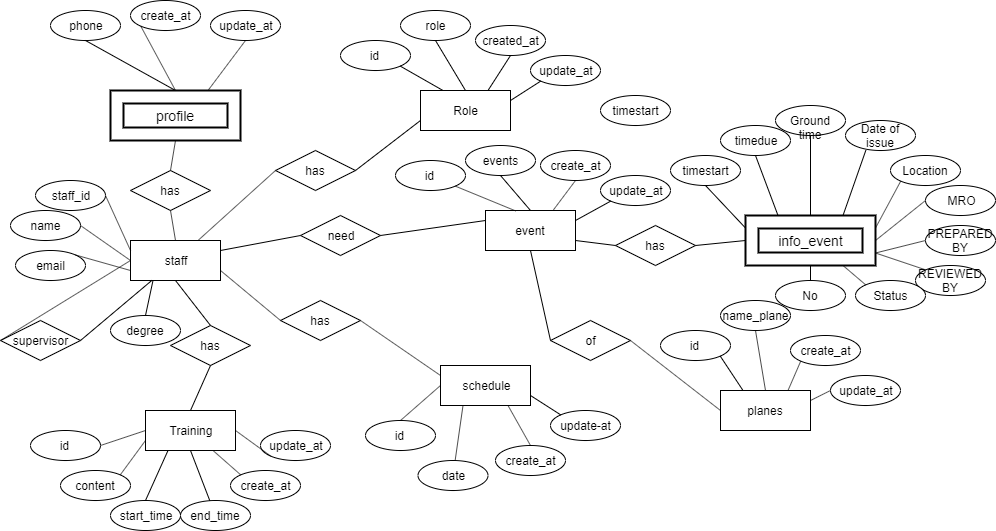 phone
create_at
update_at
profile
id
role
created_at
update_at
Role
timestart
has
has
staff_id
name
email
staff
supervisor
degree
has
need
id
events
create_at
update_at
event
has
timestart
timedue
Ground
time
Date of
issue
Location
MRO
PREPARED
BY
REVIEWED
BY
Status
No
info_event
has
of
name_plane
id
create_at
update_at
planes
schedule
id
date
create_at
update-at
Training
id
content
start_time
end_time
create_at
update_at